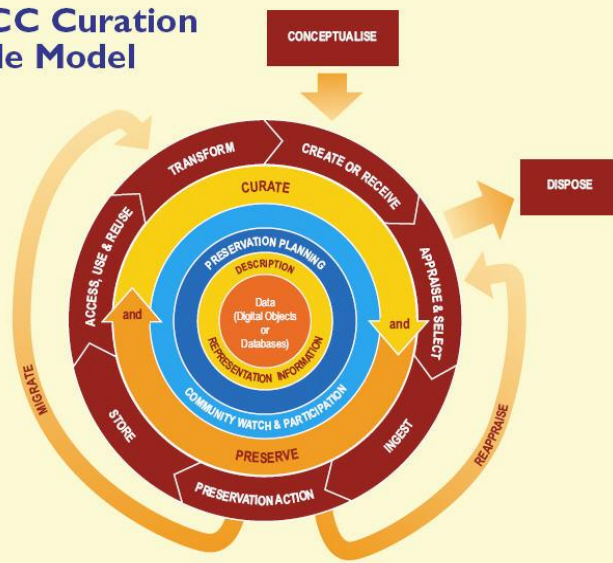 CC Curation
le Model
CONCEPTUALISE
DISPOSE
TRANSFORM
CREATE OR RECEIVE
APPRAISE & SELECT
INGEST
PRESERVATION ACTION
STORE
ACCESS, USE & REUSE
CURATE
and
PRESERVE
and
COMMUNITY WATCH & PARTICIPATION
PRESERVATION PLANNING
DESCRIPTION
REPRESENTATION INFORMATION
Data
(Digital Objects
or
Databases)
MIGRATE
REAPPRAISE